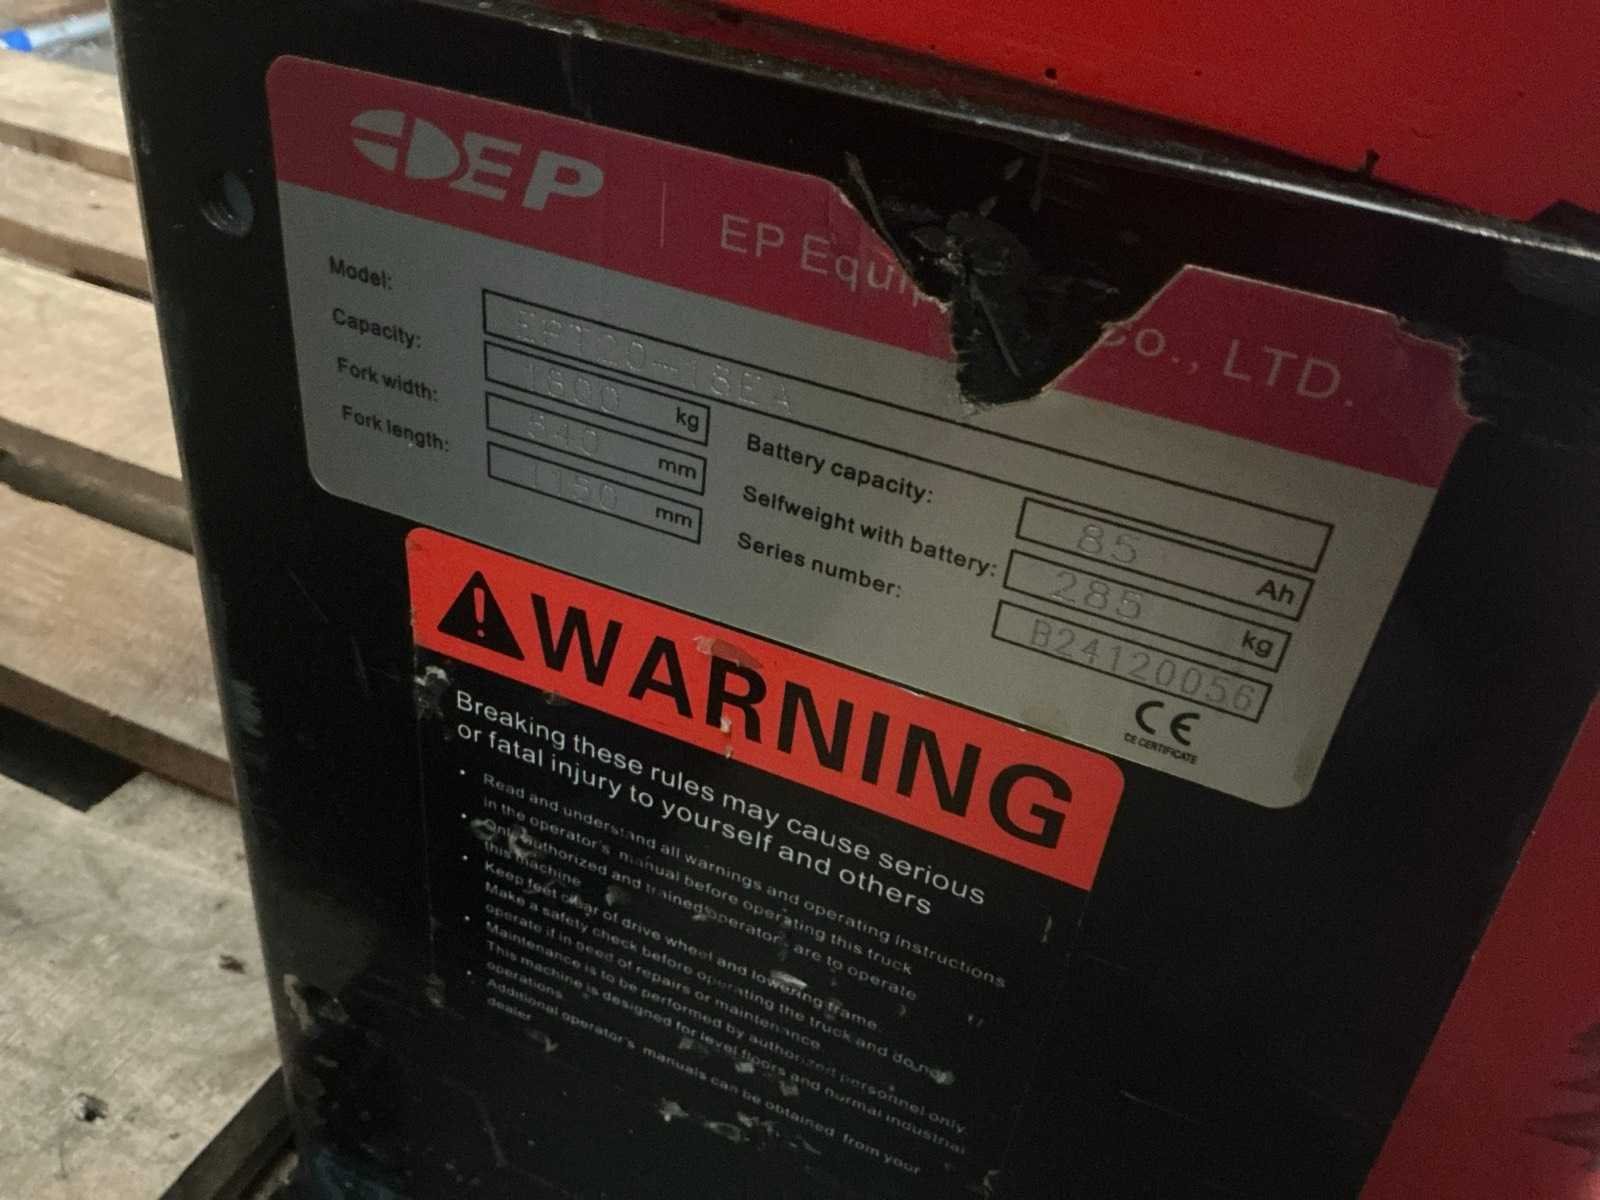 EP
EP Equip Co., LTD.
Model: EPT20-18EA
Capacity: 1800 kg
Fork width: 540 mm
Fork length: 1150 mm
Battery capacity: 85 Ah
Selfweight with battery: 285 kg
Series number: B24120056
CE
CE CERTIFICATE
WARNING
Breaking these rules may cause serious
or fatal injury to yourself and others
• Read and understand all warnings and operating instructions
in the operator's manual before operating this truck
• Only authorized and trained operator are to operate
this machine
• Keep feet clear of drive wheel and lowering frame
Make a safety check before operating the truck and do not
operate if in need of repairs or maintenance.
• Maintenance is to be performed by authorized personnel only
This machine is designed for level floors and normal industrial
operations.
• Additional operator's manuals can be obtained from your
dealer